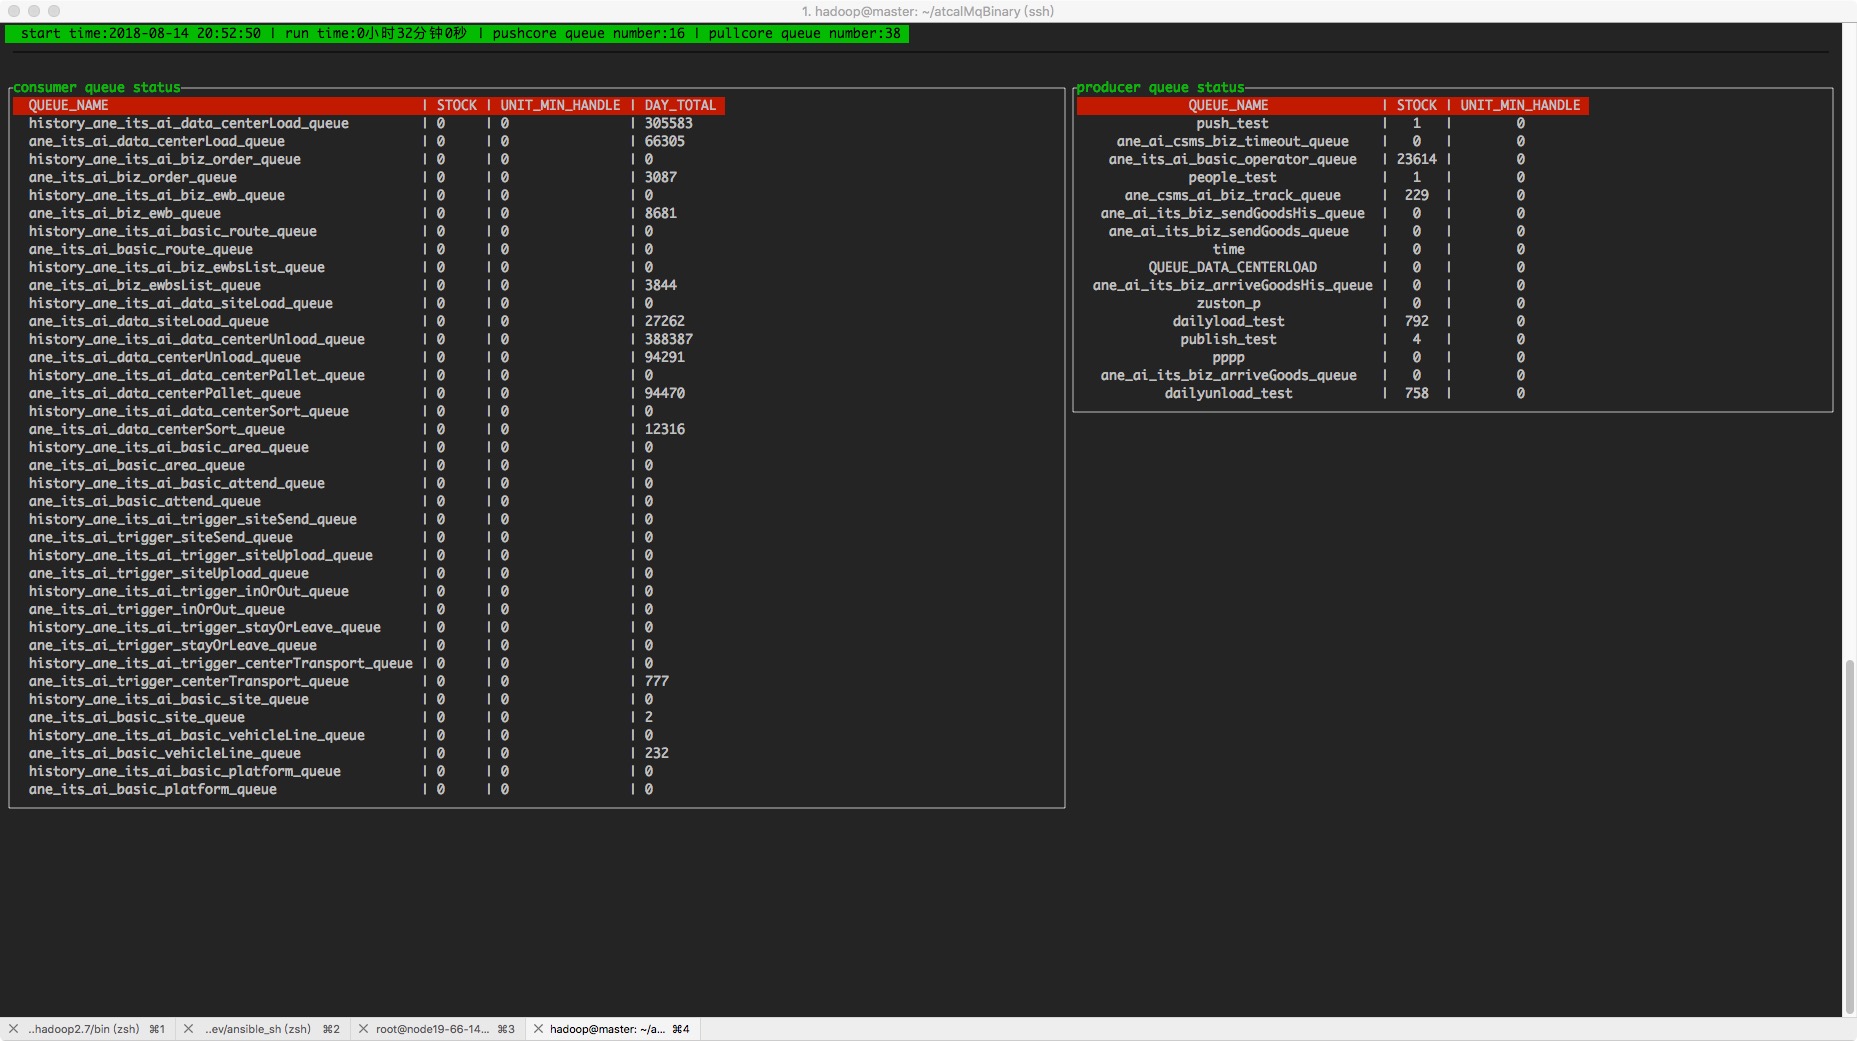 1. hadoop@master: ~/atcalMqBinary (ssh)
start time:2018-08-14 20:52:50 | run time:0小时32分钟0秒 | pushcore queue number:16 | pullcore queue number:38
consumer queue status
QUEUE_NAME | STOCK | UNIT_MIN_HANDLE | DAY_TOTAL
history_ane_its_ai_data_centerLoad_queue | 0 | 0 | 305583
ane_its_ai_data_centerLoad_queue | 0 | 0 | 66305
history_ane_its_ai_biz_order_queue | 0 | 0 | 0
ane_its_ai_biz_order_queue | 0 | 0 | 3087
history_ane_its_ai_biz_ewb_queue | 0 | 0 | 0
ane_its_ai_biz_ewb_queue | 0 | 0 | 8681
history_ane_its_ai_basic_route_queue | 0 | 0 | 0
ane_its_ai_basic_route_queue | 0 | 0 | 0
history_ane_its_ai_biz_ewbsList_queue | 0 | 0 | 0
ane_its_ai_biz_ewbsList_queue | 0 | 0 | 3844
history_ane_its_ai_data_siteLoad_queue | 0 | 0 | 0
ane_its_ai_data_siteLoad_queue | 0 | 0 | 27262
history_ane_its_ai_data_centerUnload_queue | 0 | 0 | 388387
ane_its_ai_data_centerUnload_queue | 0 | 0 | 94291
history_ane_its_ai_data_centerPallet_queue | 0 | 0 | 0
ane_its_ai_data_centerPallet_queue | 0 | 0 | 94470
history_ane_its_ai_data_centerSort_queue | 0 | 0 | 0
ane_its_ai_data_centerSort_queue | 0 | 0 | 12316
history_ane_its_ai_basic_area_queue | 0 | 0 | 0
ane_its_ai_basic_area_queue | 0 | 0 | 0
history_ane_its_ai_basic_attend_queue | 0 | 0 | 0
ane_its_ai_basic_attend_queue | 0 | 0 | 0
history_ane_its_ai_trigger_siteSend_queue | 0 | 0 | 0
ane_its_ai_trigger_siteSend_queue | 0 | 0 | 0
history_ane_its_ai_trigger_siteUpload_queue | 0 | 0 | 0
ane_its_ai_trigger_siteUpload_queue | 0 | 0 | 0
history_ane_its_ai_trigger_inOrOut_queue | 0 | 0 | 0
ane_its_ai_trigger_inOrOut_queue | 0 | 0 | 0
history_ane_its_ai_trigger_stayOrLeave_queue | 0 | 0 | 0
ane_its_ai_trigger_stayOrLeave_queue | 0 | 0 | 0
history_ane_its_ai_trigger_centerTransport_queue | 0 | 0 | 0
ane_its_ai_trigger_centerTransport_queue | 0 | 0 | 777
history_ane_its_ai_basic_site_queue | 0 | 0 | 0
ane_its_ai_basic_site_queue | 0 | 0 | 2
history_ane_its_ai_basic_vehicleLine_queue | 0 | 0 | 0
ane_its_ai_basic_vehicleLine_queue | 0 | 0 | 232
history_ane_its_ai_basic_platform_queue | 0 | 0 | 0
ane_its_ai_basic_platform_queue | 0 | 0 | 0
producer queue status
QUEUE_NAME | STOCK | UNIT_MIN_HANDLE
push_test | 1 | 0
ane_ai_csms_biz_timeout_queue | 0 | 0
ane_its_ai_basic_operator_queue | 23614 | 0
people_test | 1 | 0
ane_csms_ai_biz_track_queue | 229 | 0
ane_ai_its_biz_sendGoodsHis_queue | 0 | 0
ane_ai_its_biz_sendGoods_queue | 0 | 0
time | 0 | 0
QUEUE_DATA_CENTERLOAD | 0 | 0
ane_ai_its_biz_arriveGoodsHis_queue | 0 | 0
zuston_p | 0 | 0
dailyload_test | 792 | 0
publish_test | 4 | 0
pppp | 0 | 0
ane_ai_its_biz_arriveGoods_queue | 0 | 0
dailyunload_test | 758 | 0
..hadoop2.7/bin (zsh) ⌘1 ..ev/ansible_sh (zsh) ⌘2 root@node19-66-14... ⌘3 hadoop@master: ~/a... ⌘4